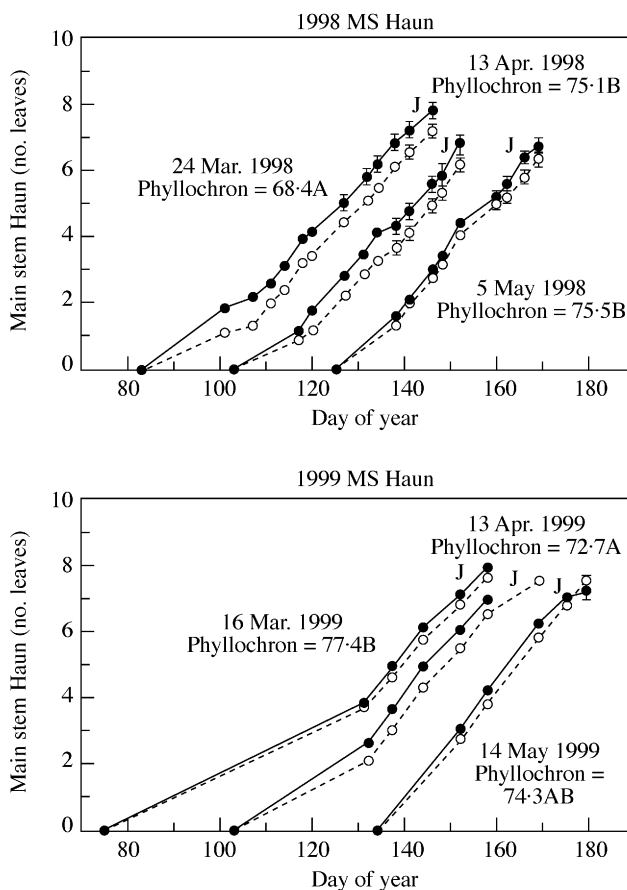 1998 MS Haun
10
8
6
4
2
0
Main stem Haun (no. leaves)
13 Apr. 1998
Phyllochron = 75·1B
J
J
J
24 Mar. 1998
Phyllochron = 68·4A
5 May 1998
Phyllochron = 75·5B
80 100 120 140 160 180
Day of year
1999 MS Haun
10
8
6
4
2
0
Main stem Haun (no. leaves)
13 Apr. 1999
Phyllochron = 72·7A
J J J
16 Mar. 1999
Phyllochron = 77·4B
14 May 1999
Phyllochron =
74·3AB
80 100 120 140 160 180
Day of year